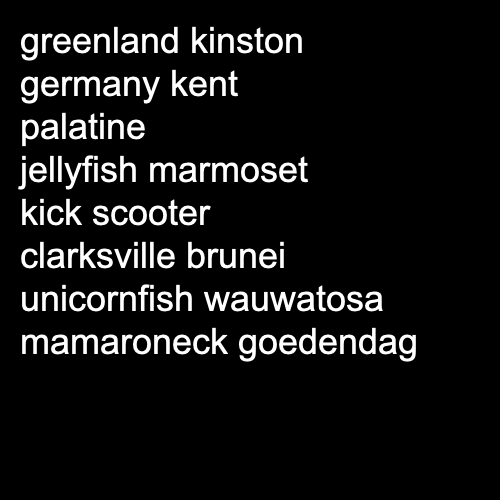 greenland kinston
germany kent
palatine
jellyfish marmoset
kick scooter
clarksville brunei
unicornfish wauwatosa
mamaroneck goedendag